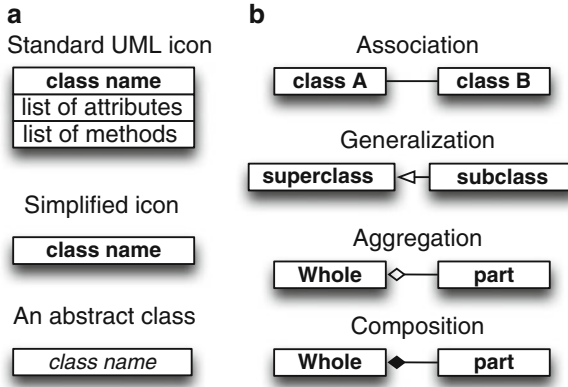 a
Standard UML icon
class name
list of attributes
list of methods
Simplified icon
class name
An abstract class
class name
b
Association
class A class B
Generalization
superclass subclass
Aggregation
Whole part
Composition
Whole part